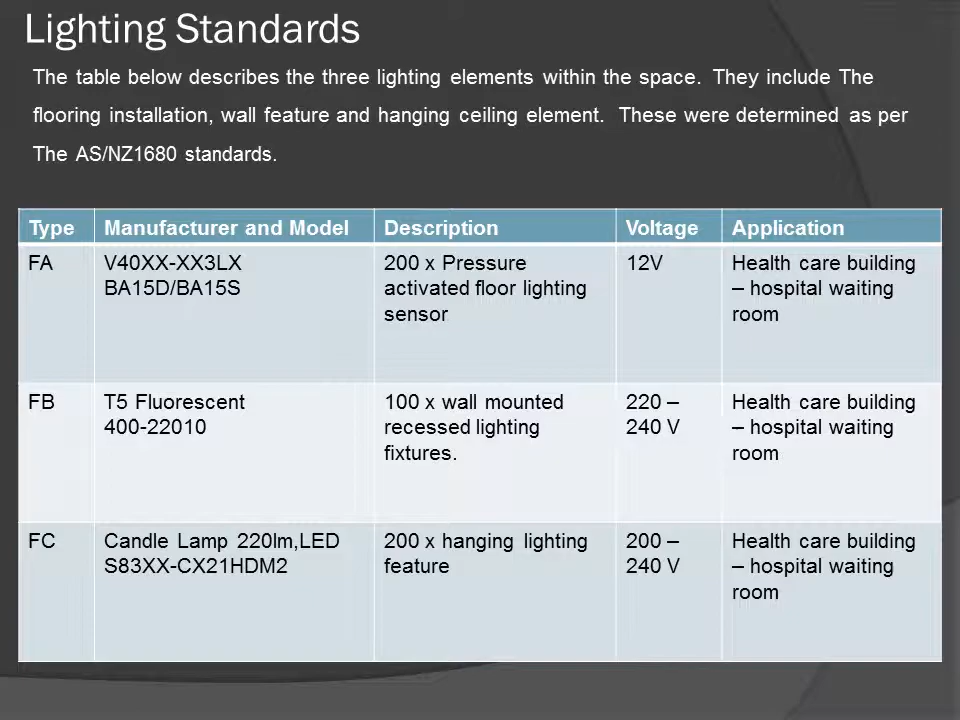 Lighting Standards
The table below describes the three lighting elements within the space. They include The
flooring installation, wall feature and hanging ceiling element. These were determined as per
The AS/NZ1680 standards.
Type Manufacturer and Model Description Voltage Application
FA V40XX-XX3LX 200 x Pressure 12V Health care building
BA15D/BA15S activated floor lighting – hospital waiting
sensor room
FB T5 Fluorescent 100 x wall mounted 220 – Health care building
400-22010 recessed lighting 240 V – hospital waiting
fixtures. room
FC Candle Lamp 220lm,LED 200 x hanging lighting 200 – Health care building
S83XX-CX21HDM2 feature 240 V – hospital waiting
room